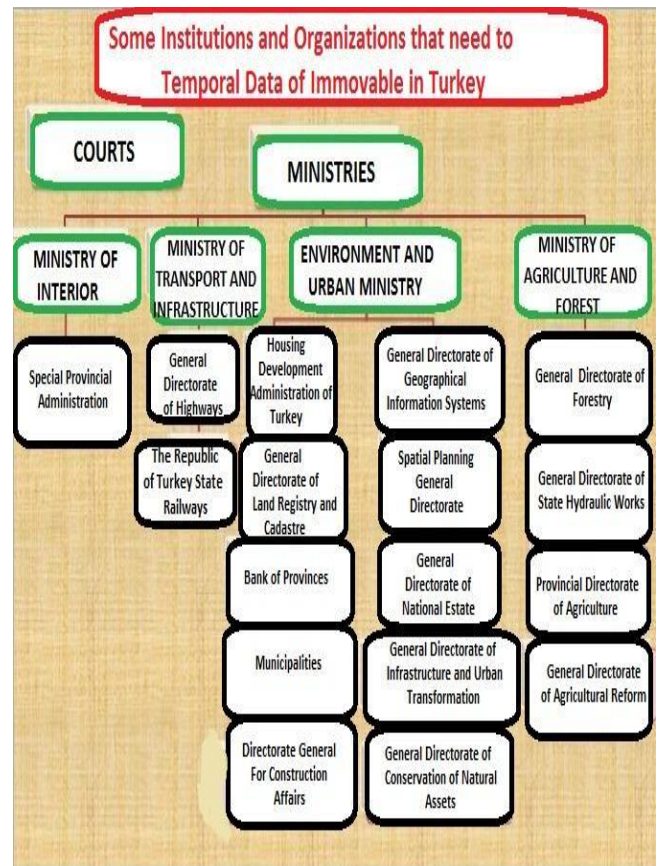 Some Institutions and Organizations that need to
Temporal Data of Immovable in Turkey
COURTS
MINISTRIES
MINISTRY OF
INTERIOR
MINISTRY OF
TRANSPORT AND
INFRASTRUCTURE
ENVIRONMENT AND
URBAN MINISTRY
MINISTRY OF
AGRICULTURE AND
FOREST
Special Provincial
Administration
General
Directorate
of Highways
The Republic
of Turkey State
Railways
Housing
Development
Administration of
Turkey
General
Directorate of
Land Registry and
Cadastre
Bank of Provinces
Municipalities
Directorate General
For Construction
Affairs
General Directorate of
Geographical
Information Systems
Spatial Planning
General
Directorate
General
Directorate of
National Estate
General Directorate of
Infrastructure and Urban
Transformation
General Directorate of
Conservation of Natural
Assets
General Directorate of
Forestry
General Directorate of
State Hydraulic Works
Provincial Directorate
of Agriculture
General Directorate
of Agricultural Reform